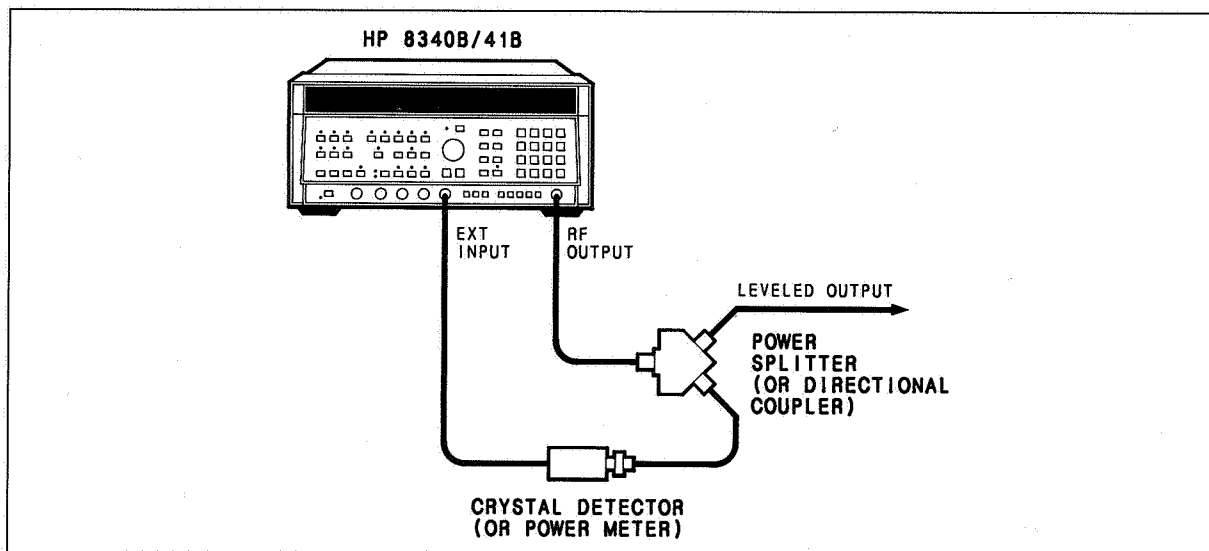 HP 8340B/41B
EXT
INPUT
RF
OUTPUT
LEVELED OUTPUT
POWER
SPLITTER
(OR DIRECTIONAL
COUPLER)
CRYSTAL DETECTOR
(OR POWER METER)